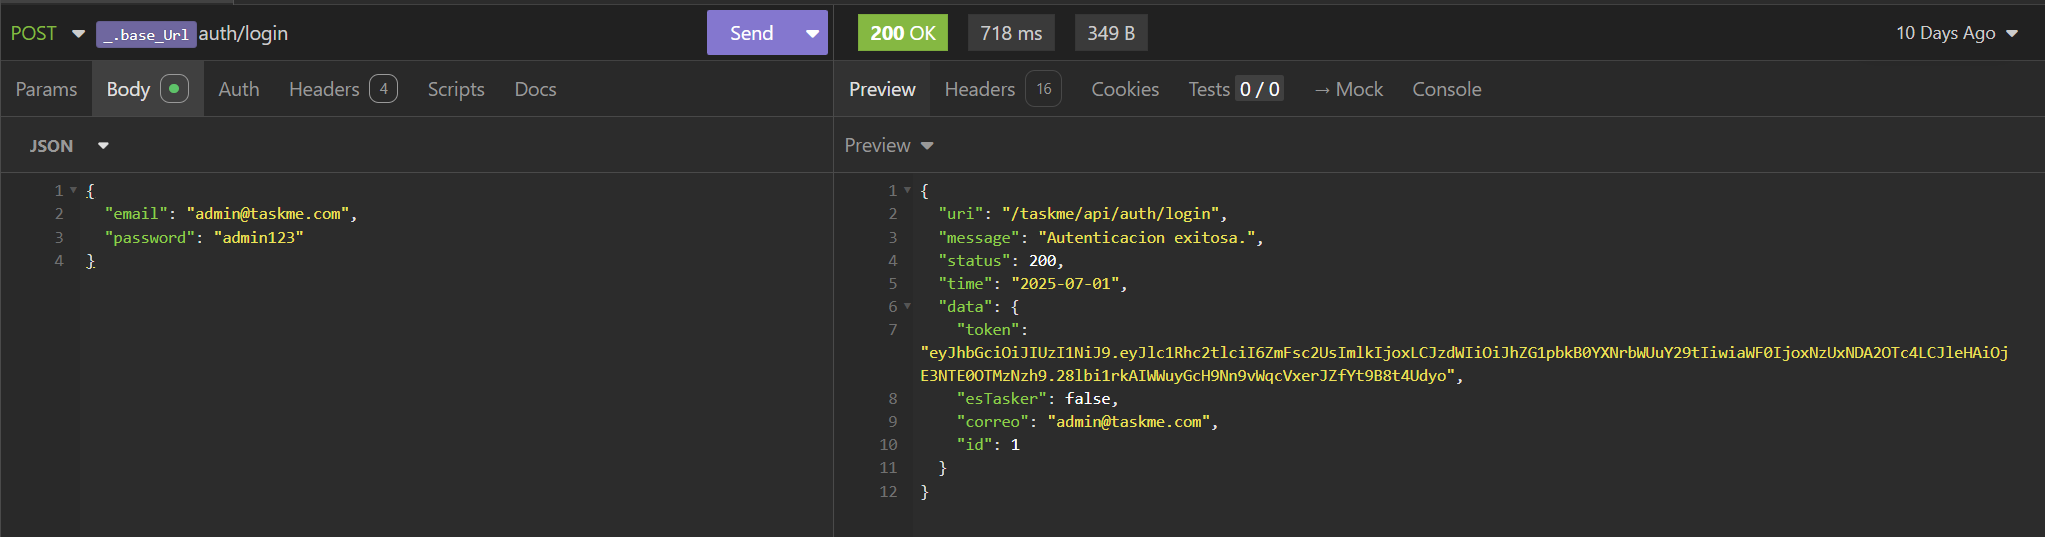 POST _.base_Url auth/login Send 200 OK 718 ms 349 B 10 Days Ago
Params Body Auth Headers 4 Scripts Docs Preview Headers 16 Cookies Tests 0 / 0 → Mock Console
JSON
1 {
2 "email": "admin@taskme.com",
3 "password": "admin123"
4 }
Preview
1 {
2 "uri": "/taskme/api/auth/login",
3 "message": "Autenticacion exitosa.",
4 "status": 200,
5 "time": "2025-07-01",
6 "data": {
7 "token":
"eyJhbGciOiJIUzI1NiJ9.eyJlc1Rhc2tlciI6ZmFsc2UsImlkIjoxLCJzdWIiOiJhZG1pbkB0YXNrbWUuY29tIiwiaWF0IjoxNzUxNDA2OTc4LCJleHAiOj
E3NTE0OTMzNzh9.28lbi1rkAIWWuyGcH9Nn9vWqcVxerJZfYt9B8t4Udyo",
8 "esTasker": false,
9 "correo": "admin@taskme.com",
10 "id": 1
11 }
12 }